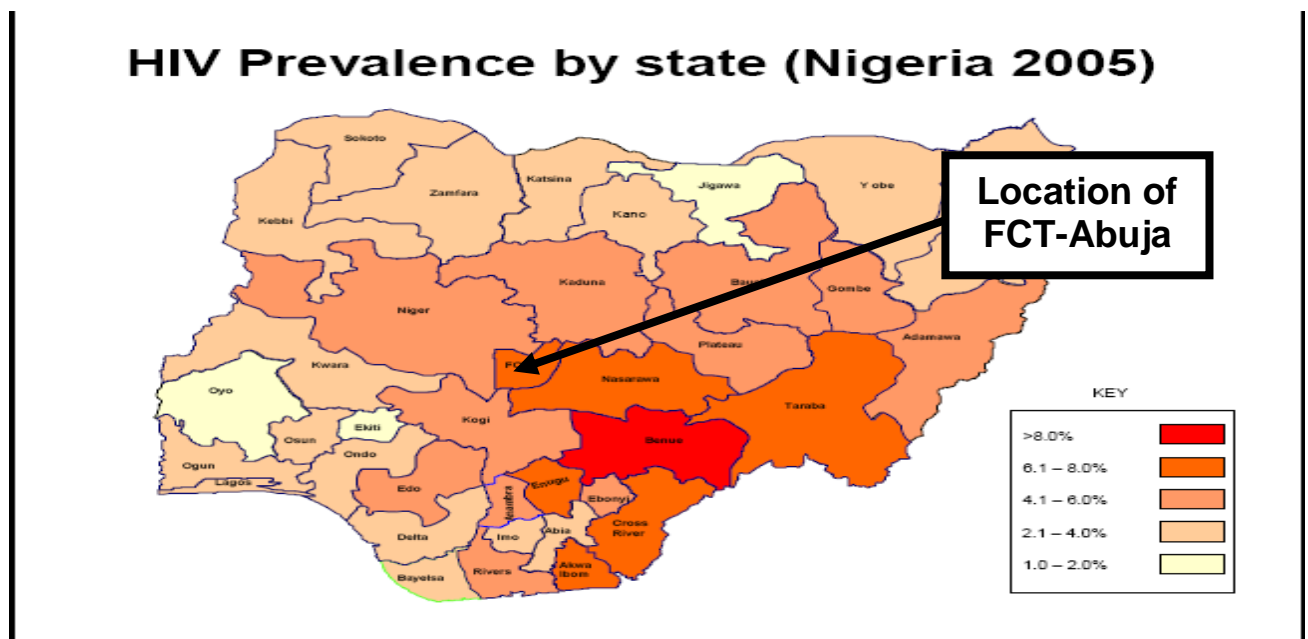 HIV Prevalence by state (Nigeria 2005)
Sokoto
Katsina
Jigawa
Y obe
Zamfara
Kano
Kebbi
Location of
FCT-Abuja
Kaduna
Gombe
Niger
Adamawa
Plateau
Kwara
Nasarawa
Oyo
Taraba
Kogi
Ekiti
Osun
Benue
Ondo
Ogun
Lagos
Edo
Enugu
Anambra
Ebonyi
Cross
River
Delta
Imo
Abia
Rivers
Akwa
Ibom
Bayelsa
KEY
>8.0%
6.1 – 8.0%
4.1 – 6.0%
2.1 – 4.0%
1.0 – 2.0%